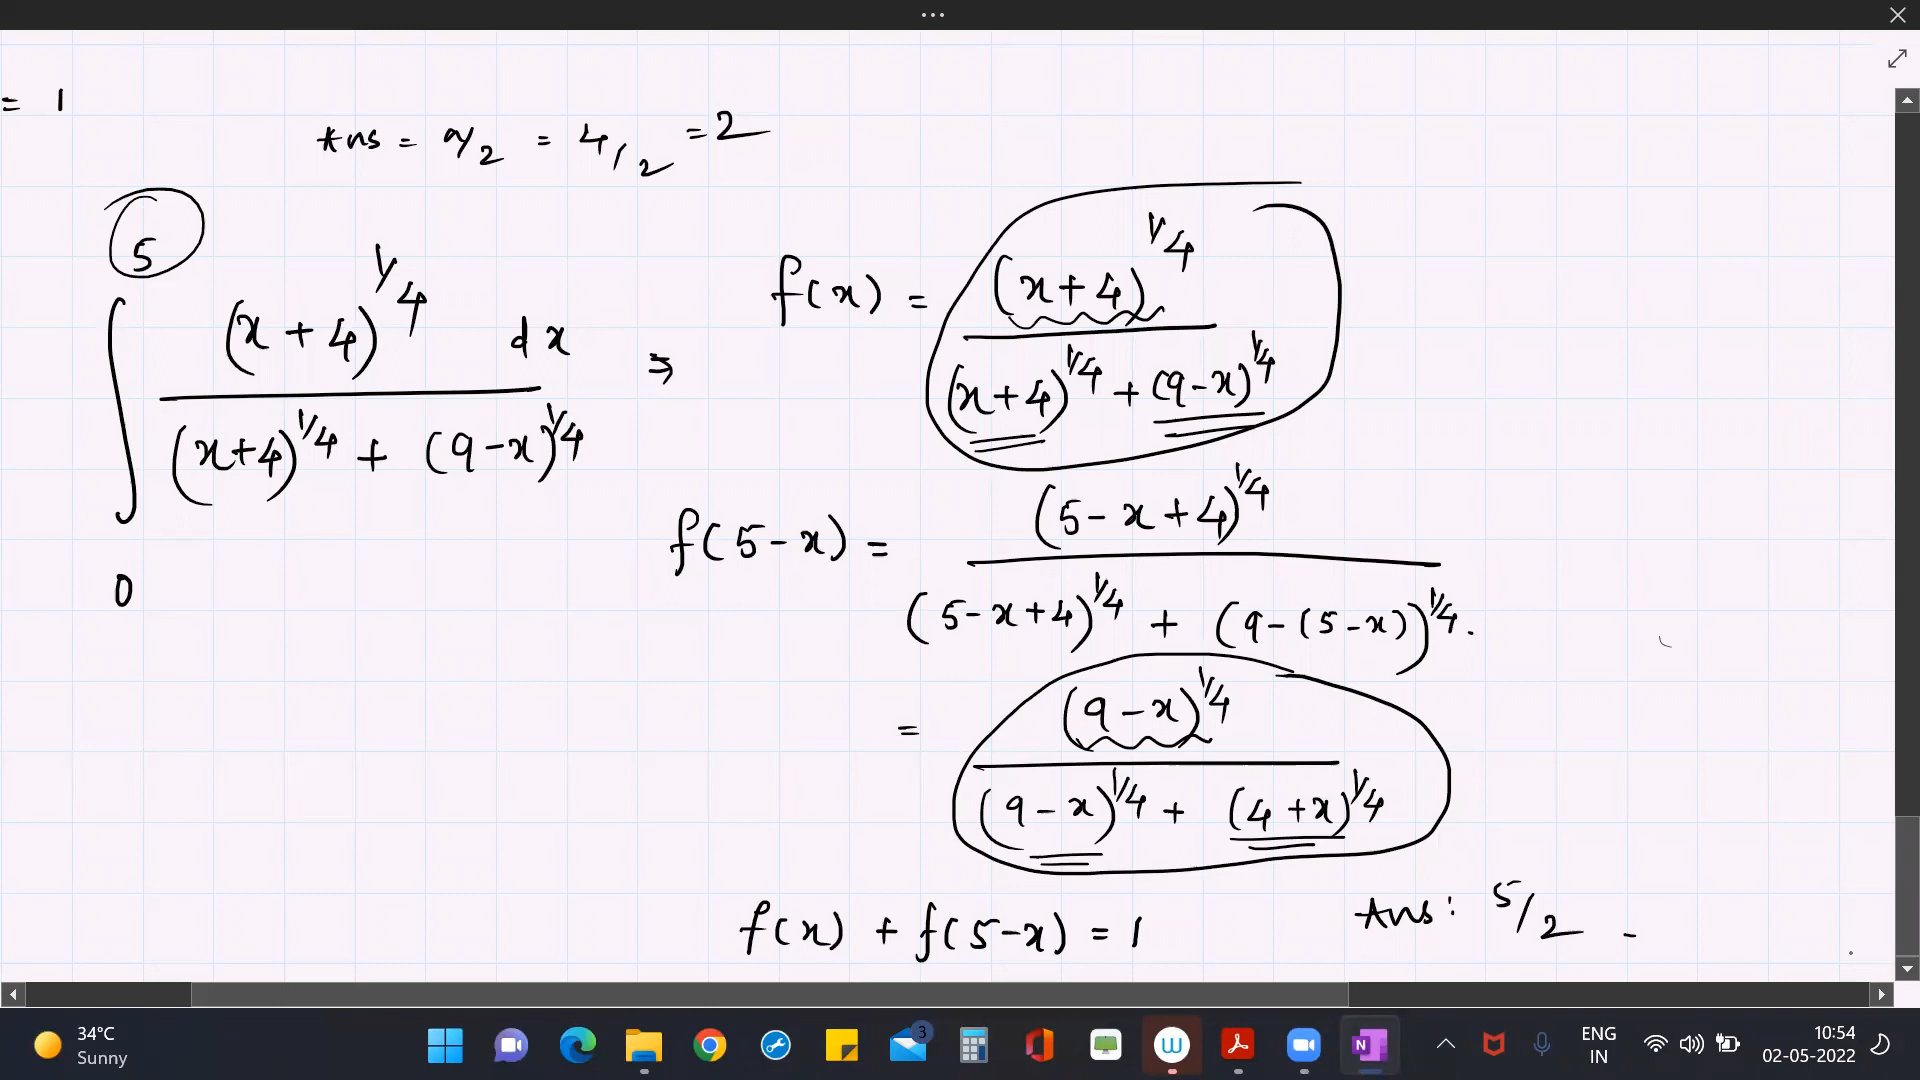 = 1
Ans = a/2 = 4/2 = 2
∫₀⁵ (x + 4)^1/4 dx / ((x+4)^1/4 + (9-x)^1/4) ⇒
f(x) = (x+4)^1/4 / ((x+4)^1/4 + (9-x)^1/4)
f(5-x) = (5-x+4)^1/4 / ((5-x+4)^1/4 + (9-(5-x))^1/4).
= (9-x)^1/4 / ((9-x)^1/4 + (4+x)^1/4)
f(x) + f(5-x) = 1
Ans: 5/2
34°C
Sunny
3
ENG
IN
10:54
02-05-2022